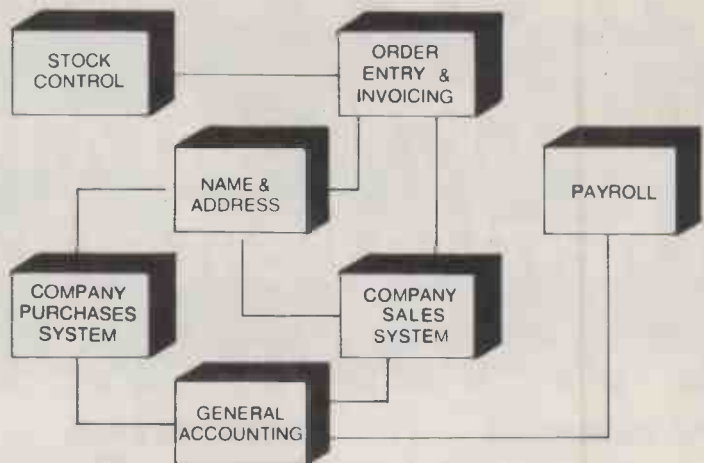 STOCK
CONTROL
ORDER
ENTRY &
INVOICING
NAME &
ADDRESS
PAYROLL
COMPANY
PURCHASES
SYSTEM
COMPANY
SALES
SYSTEM
GENERAL
ACCOUNTING